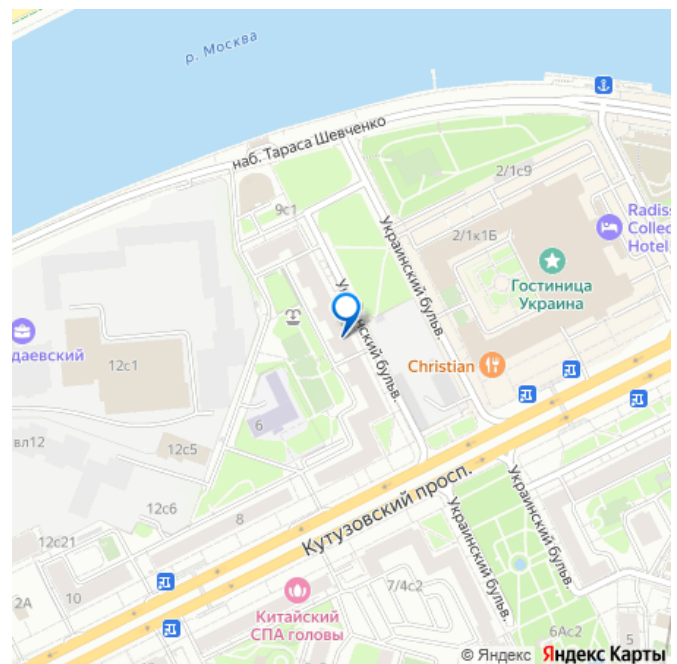 р. Москва
наб. Тараса Шевченко
2/1с9
9с1
Украинский бульв.
2/1к1Б
Radiss
Collec
Hotel
Гостиница
Украина
Christian
даевский
12с1
вл12
6
12с5
12с6
8
Кутузовский просп.
Украинский бульв.
Украинский бульв.
12с21
10
2А
Китайский
СПА головы
7/4с2
6Ас2
5
© Яндекс Яндекс Карты